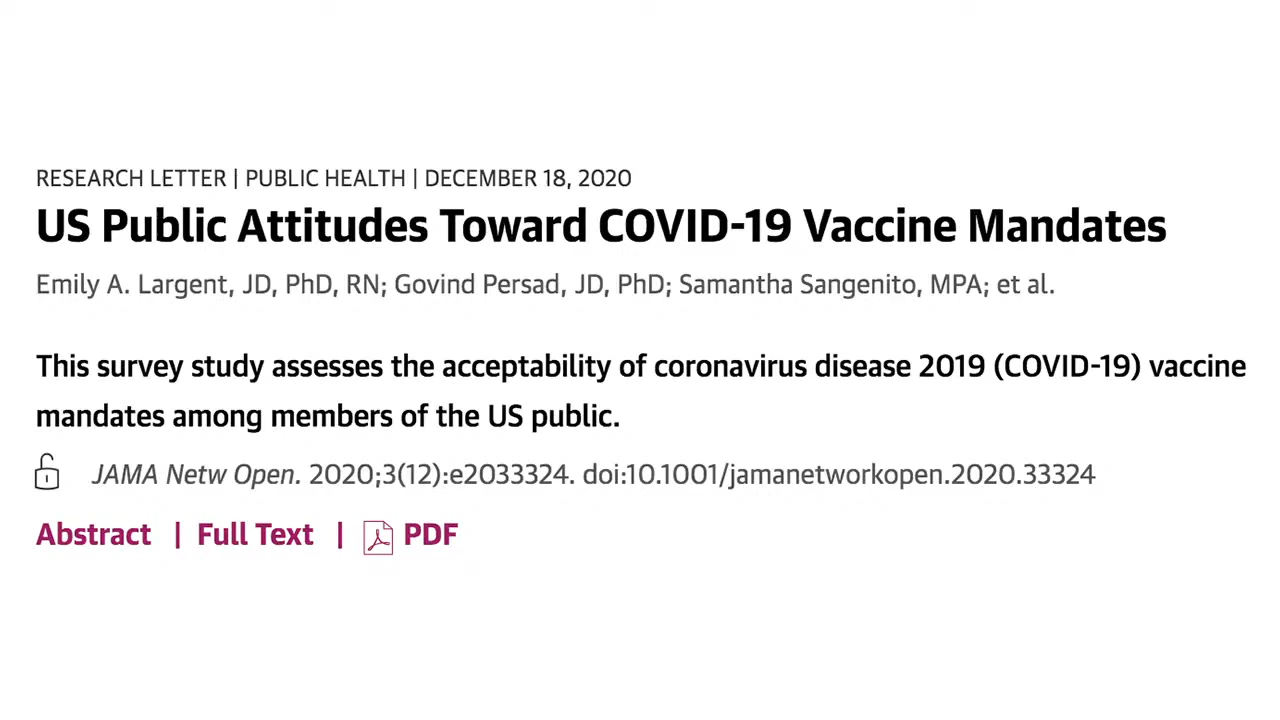 RESEARCH LETTER | PUBLIC HEALTH | DECEMBER 18, 2020
US Public Attitudes Toward COVID-19 Vaccine Mandates
Emily A. Largent, JD, PhD, RN; Govind Persad, JD, PhD; Samantha Sangenito, MPA; et al.
This survey study assesses the acceptability of coronavirus disease 2019 (COVID-19) vaccine
mandates among members of the US public.
JAMA Netw Open. 2020;3(12):e2033324. doi:10.1001/jamanetworkopen.2020.33324
Abstract | Full Text | PDF